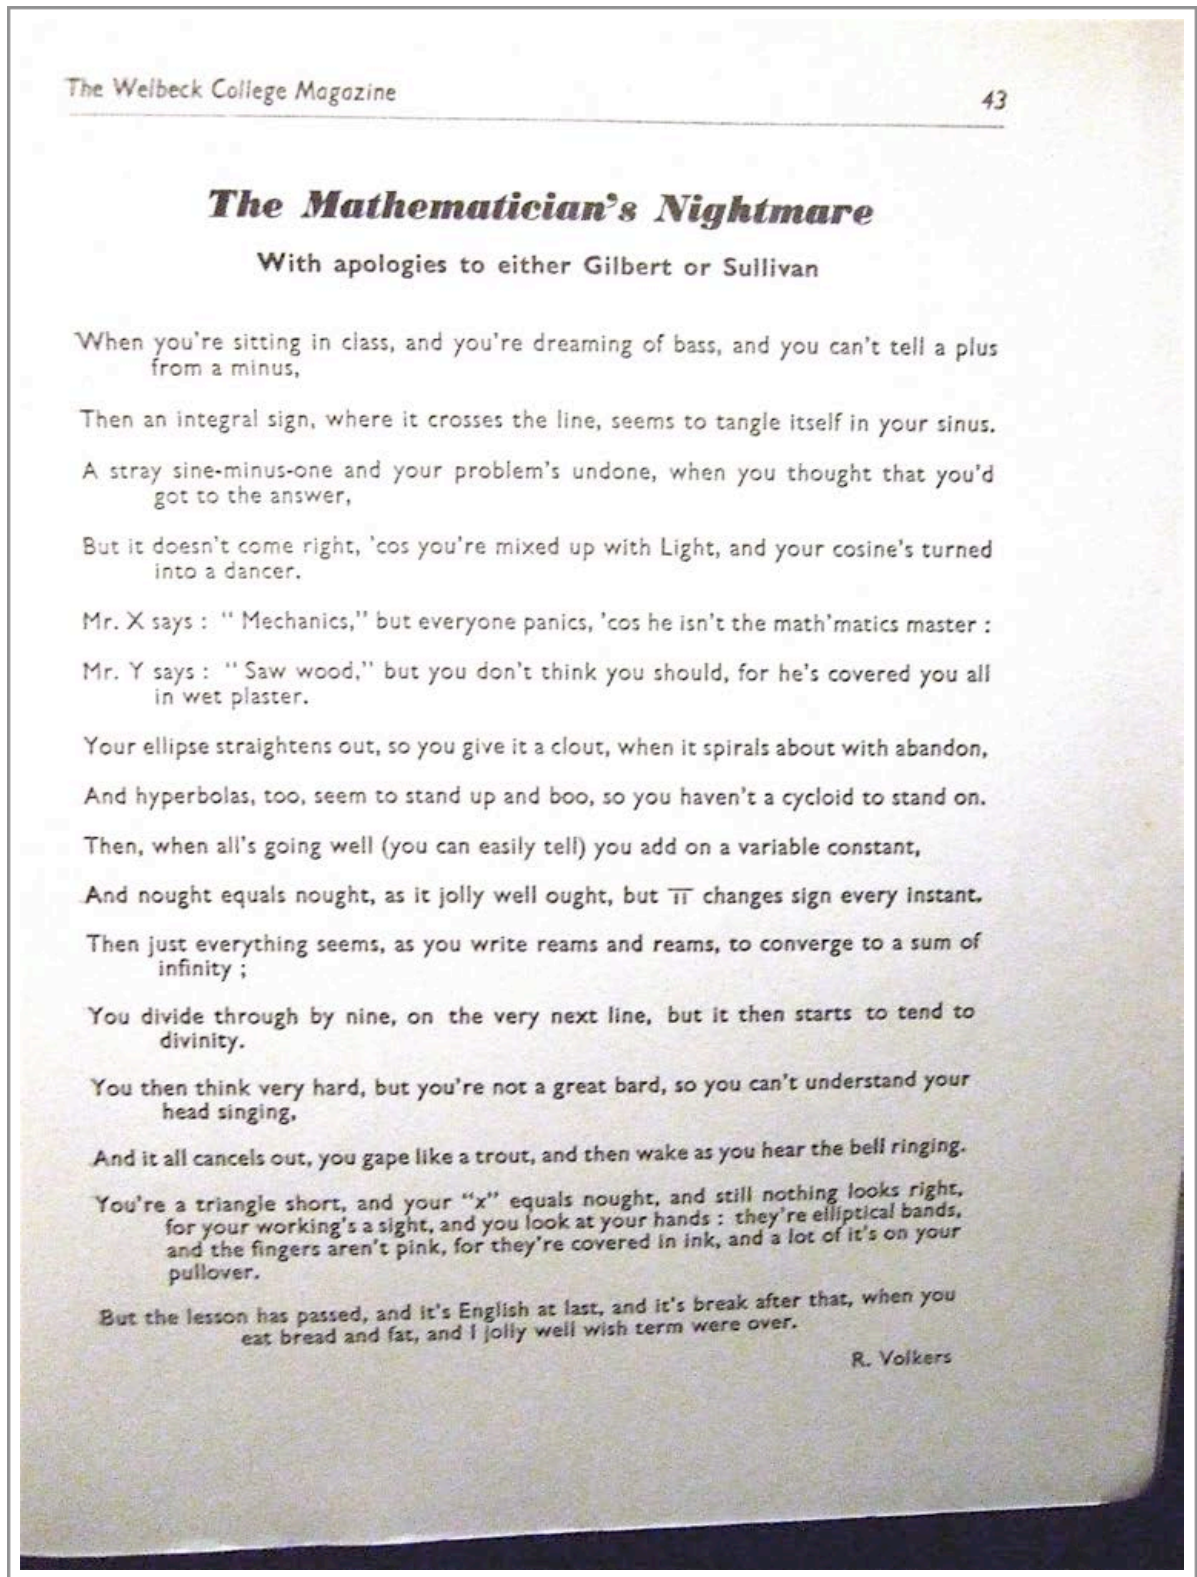 The Welbeck College Magazine
43
The Mathematician's Nightmare
With apologies to either Gilbert or Sullivan
When you're sitting in class, and you're dreaming of bass, and you can't tell a plus
from a minus,
Then an integral sign, where it crosses the line, seems to tangle itself in your sinus.
A stray sine-minus-one and your problem's undone, when you thought that you'd
got to the answer,
But it doesn't come right, 'cos you're mixed up with Light, and your cosine's turned
into a dancer.
Mr. X says : "Mechanics," but everyone panics, 'cos he isn't the math'matics master :
Mr. Y says : "Saw wood," but you don't think you should, for he's covered you all
in wet plaster.
Your ellipse straightens out, so you give it a clout, when it spirals about with abandon,
And hyperbolas, too, seem to stand up and boo, so you haven't a cycloid to stand on.
Then, when all's going well (you can easily tell) you add on a variable constant,
And nought equals nought, as it jolly well ought, but π changes sign every instant.
Then just everything seems, as you write reams and reams, to converge to a sum of
infinity ;
You divide through by nine, on the very next line, but it then starts to tend to
divinity.
You then think very hard, but you're not a great bard, so you can't understand your
head singing,
And it all cancels out, you gape like a trout, and then wake as you hear the bell ringing.
You're a triangle short, and your "x" equals nought, and still nothing looks right,
for your working's a sight, and you look at your hands : they're elliptical bands,
and the fingers aren't pink, for they're covered in ink, and a lot of it's on your
pullover.
But the lesson has passed, and it's English at last, and it's break after that, when you
eat bread and fat, and I jolly well wish term were over.
R. Volkers